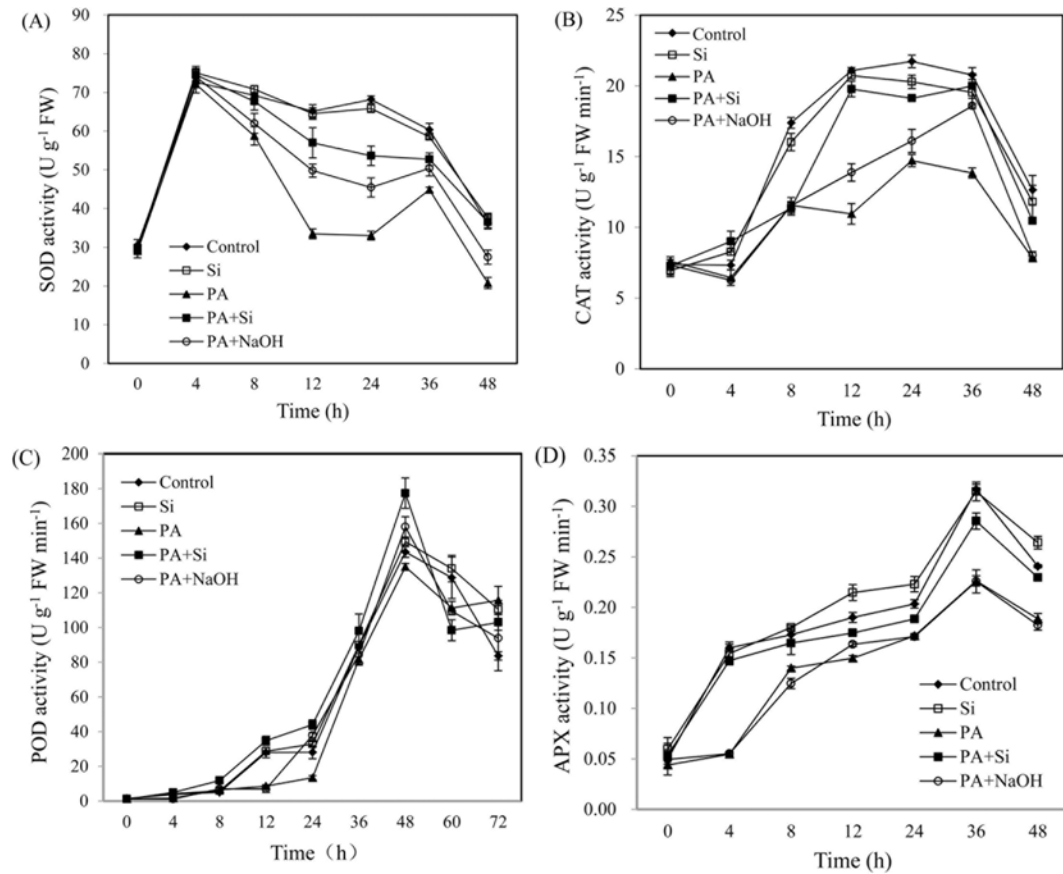 (A)
SOD activity (U g⁻¹ FW)
90
80
70
60
50
40
30
20
10
0
Control
Si
PA
PA+Si
PA+NaOH
0 4 8 12 24 36 48
Time (h)
(B)
CAT activity (U g⁻¹ FW min⁻¹)
25
20
15
10
5
0
Control
Si
PA
PA+Si
PA+NaOH
0 4 8 12 24 36 48
Time (h)
(C)
POD activity (U g⁻¹ FW min⁻¹)
200
180
160
140
120
100
80
60
40
20
0
Control
Si
PA
PA+Si
PA+NaOH
0 4 8 12 24 36 48 60 72
Time（h）
(D)
APX activity (U g⁻¹ FW min⁻¹)
0.35
0.30
0.25
0.20
0.15
0.10
0.05
0.00
Control
Si
PA
PA+Si
PA+NaOH
0 4 8 12 24 36 48
Time (h)